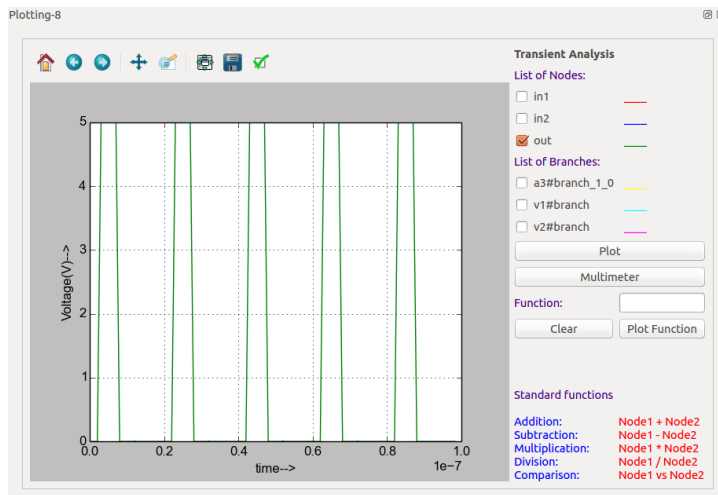 Plotting-8
Transient Analysis
List of Nodes:
in1
in2
out
List of Branches:
a3#branch_1_0
v1#branch
v2#branch
Plot
Multimeter
Function:
Clear
Plot Function
Standard functions
Addition: Node1 + Node2
Subtraction: Node1 - Node2
Multiplication: Node1 * Node2
Division: Node1 / Node2
Comparison: Node1 vs Node2
5
4
3
2
1
0
Voltage(V)-->
0.0 0.2 0.4 0.6 0.8 1.0
time-->
1e-7